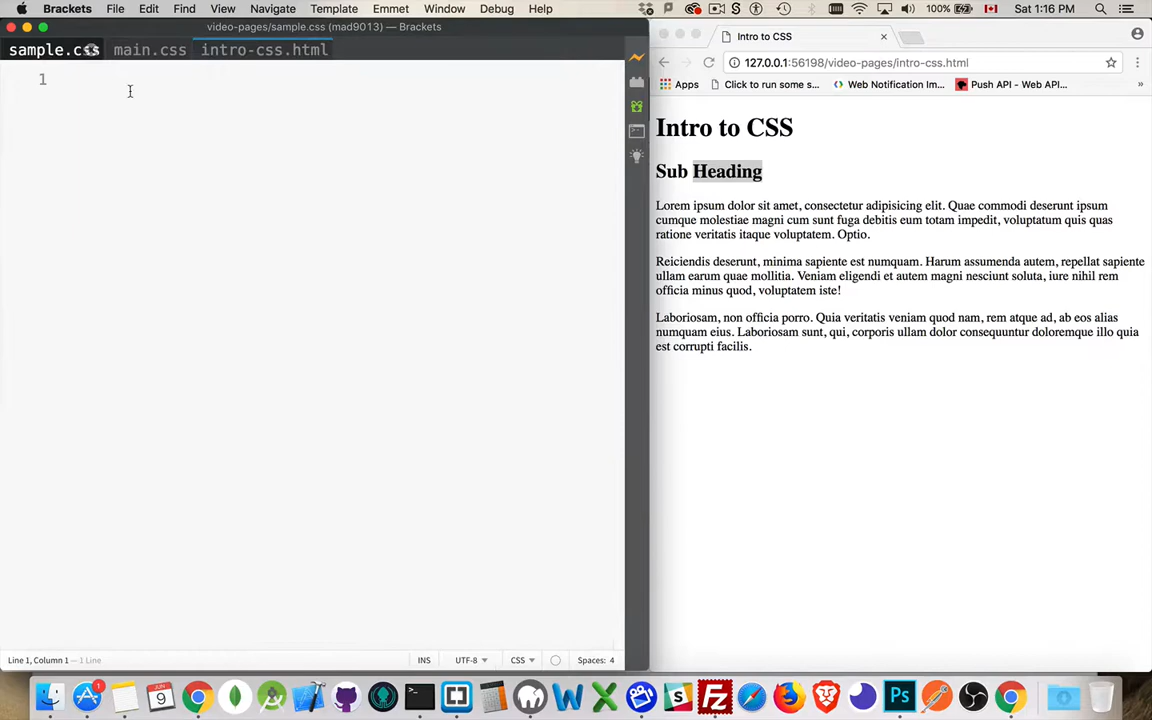 Brackets File Edit Find View Navigate Template Emmet Window Debug Help 100% Sat 1:16 PM
video-pages/sample.css (mad9013) — Brackets
sample.css main.css intro-css.html
1
Line 1, Column 1 — 1 Line INS UTF-8 CSS Spaces: 4
Intro to CSS
127.0.0.1:56198/video-pages/intro-css.html
Apps Click to run some s... Web Notification Im... Push API - Web API... »
Intro to CSS
Sub Heading
Lorem ipsum dolor sit amet, consectetur adipisicing elit. Quae commodi deserunt ipsum
cumque molestiae magni cum sunt fuga debitis eum totam impedit, voluptatum quis quas
ratione veritatis itaque voluptatem. Optio.
Reiciendis deserunt, minima sapiente est numquam. Harum assumenda autem, repellat sapiente
ullam earum quae mollitia. Veniam eligendi et autem magni nesciunt soluta, iure nihil rem
officia minus quod, voluptatem iste!
Laboriosam, non officia porro. Quia veritatis veniam quod nam, rem atque ad, ab eos alias
numquam eius. Laboriosam sunt, qui, corporis ullam dolor consequuntur doloremque illo quia
est corrupti facilis.
1
9
Ps